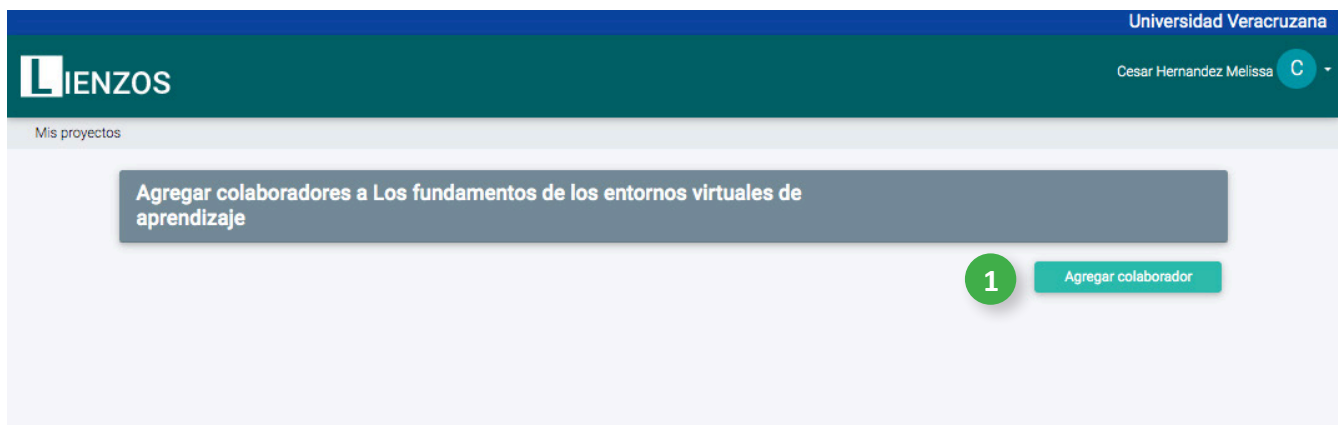 Universidad Veracruzana
LIENZOS
Cesar Hernandez Melissa C
Mis proyectos
Agregar colaboradores a Los fundamentos de los entornos virtuales de
aprendizaje
1 Agregar colaborador